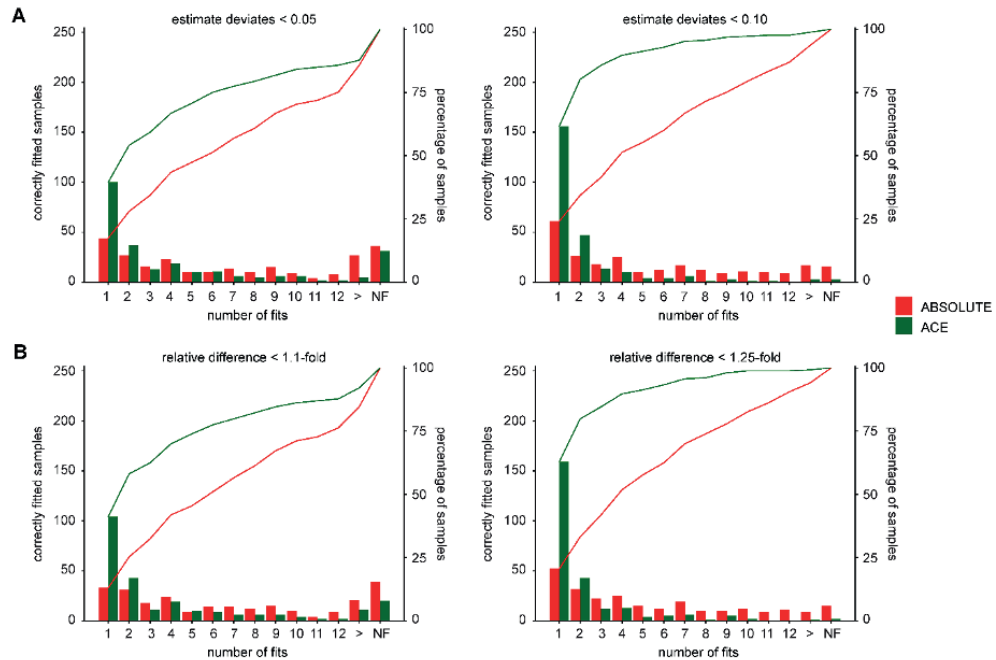 A
estimate deviates < 0.05
250
200
150
100
50
0
correctly fitted samples
100
75
50
25
0
percentage of samples
1 2 3 4 5 6 7 8 9 10 11 12 > NF
number of fits
estimate deviates < 0.10
250
200
150
100
50
0
correctly fitted samples
100
75
50
25
0
percentage of samples
1 2 3 4 5 6 7 8 9 10 11 12 > NF
number of fits
ABSOLUTE
ACE
B
relative difference < 1.1-fold
250
200
150
100
50
0
correctly fitted samples
100
75
50
25
0
percentage of samples
1 2 3 4 5 6 7 8 9 10 11 12 > NF
number of fits
relative difference < 1.25-fold
250
200
150
100
50
0
correctly fitted samples
100
75
50
25
0
percentage of samples
1 2 3 4 5 6 7 8 9 10 11 12 > NF
number of fits